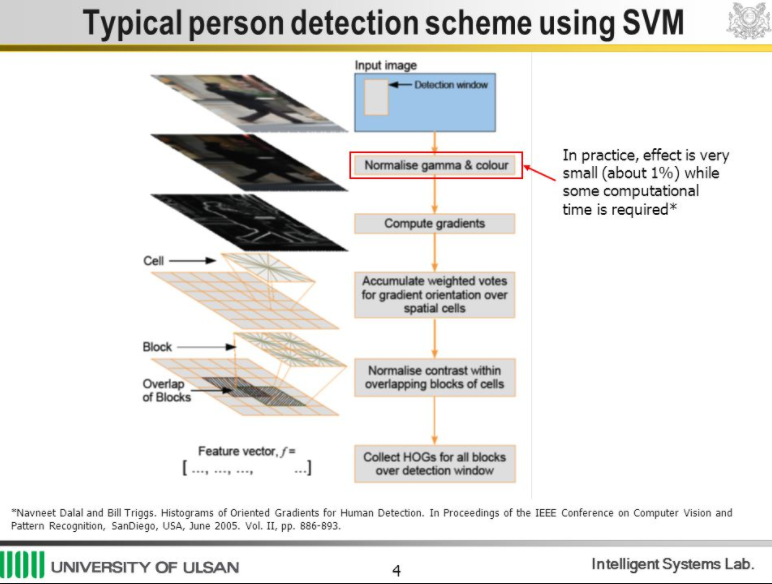 Typical person detection scheme using SVM
Input image
Detection window
Normalise gamma & colour
In practice, effect is very
small (about 1%) while
some computational
time is required*
Compute gradients
Cell
Accumulate weighted votes
for gradient orientation over
spatial cells
Block
Overlap
of Blocks
Normalise contrast within
overlapping blocks of cells
Feature vector, f =
[ ..., ..., ..., ...]
Collect HOGs for all blocks
over detection window
*Navneet Dalal and Bill Triggs. Histograms of Oriented Gradients for Human Detection. In Proceedings of the IEEE Conference on Computer Vision and
Pattern Recognition, SanDiego, USA, June 2005. Vol. II, pp. 886-893.
UNIVERSITY OF ULSAN
4
Intelligent Systems Lab.